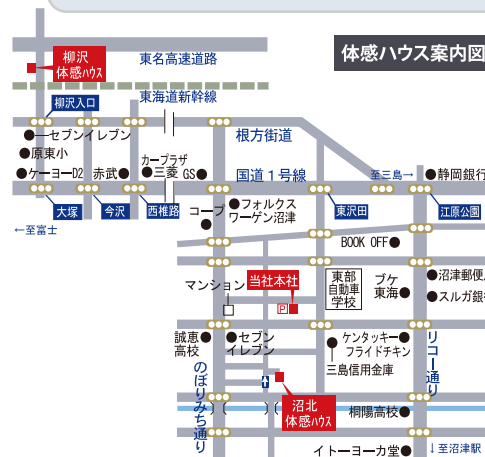 体感ハウス案内図
東名高速道路
柳沢
体感ハウス
東海道新幹線
柳沢入口
セブンイレブン
根方街道
原東小
カープラザ
三菱
GS
ケーヨーD2
赤武
国道1号線
至三島→
静岡銀行
大塚
今沢
西椎路
コープ
フォルクス
ワーゲン沼津
東沢田
江原公園
←至富士
BOOK OFF
当社本社
マンション
P
東部
自動車
学校
ブケ
東海
沼津郵便
スルガ銀
誠恵
高校
セブン
イレブン
ケンタッキー
フライドチキン
三島信用金庫
リコー通り
のぼりみち通り
沼北
体感ハウス
桐陽高校
イトーヨーカ堂
↓至沼津駅